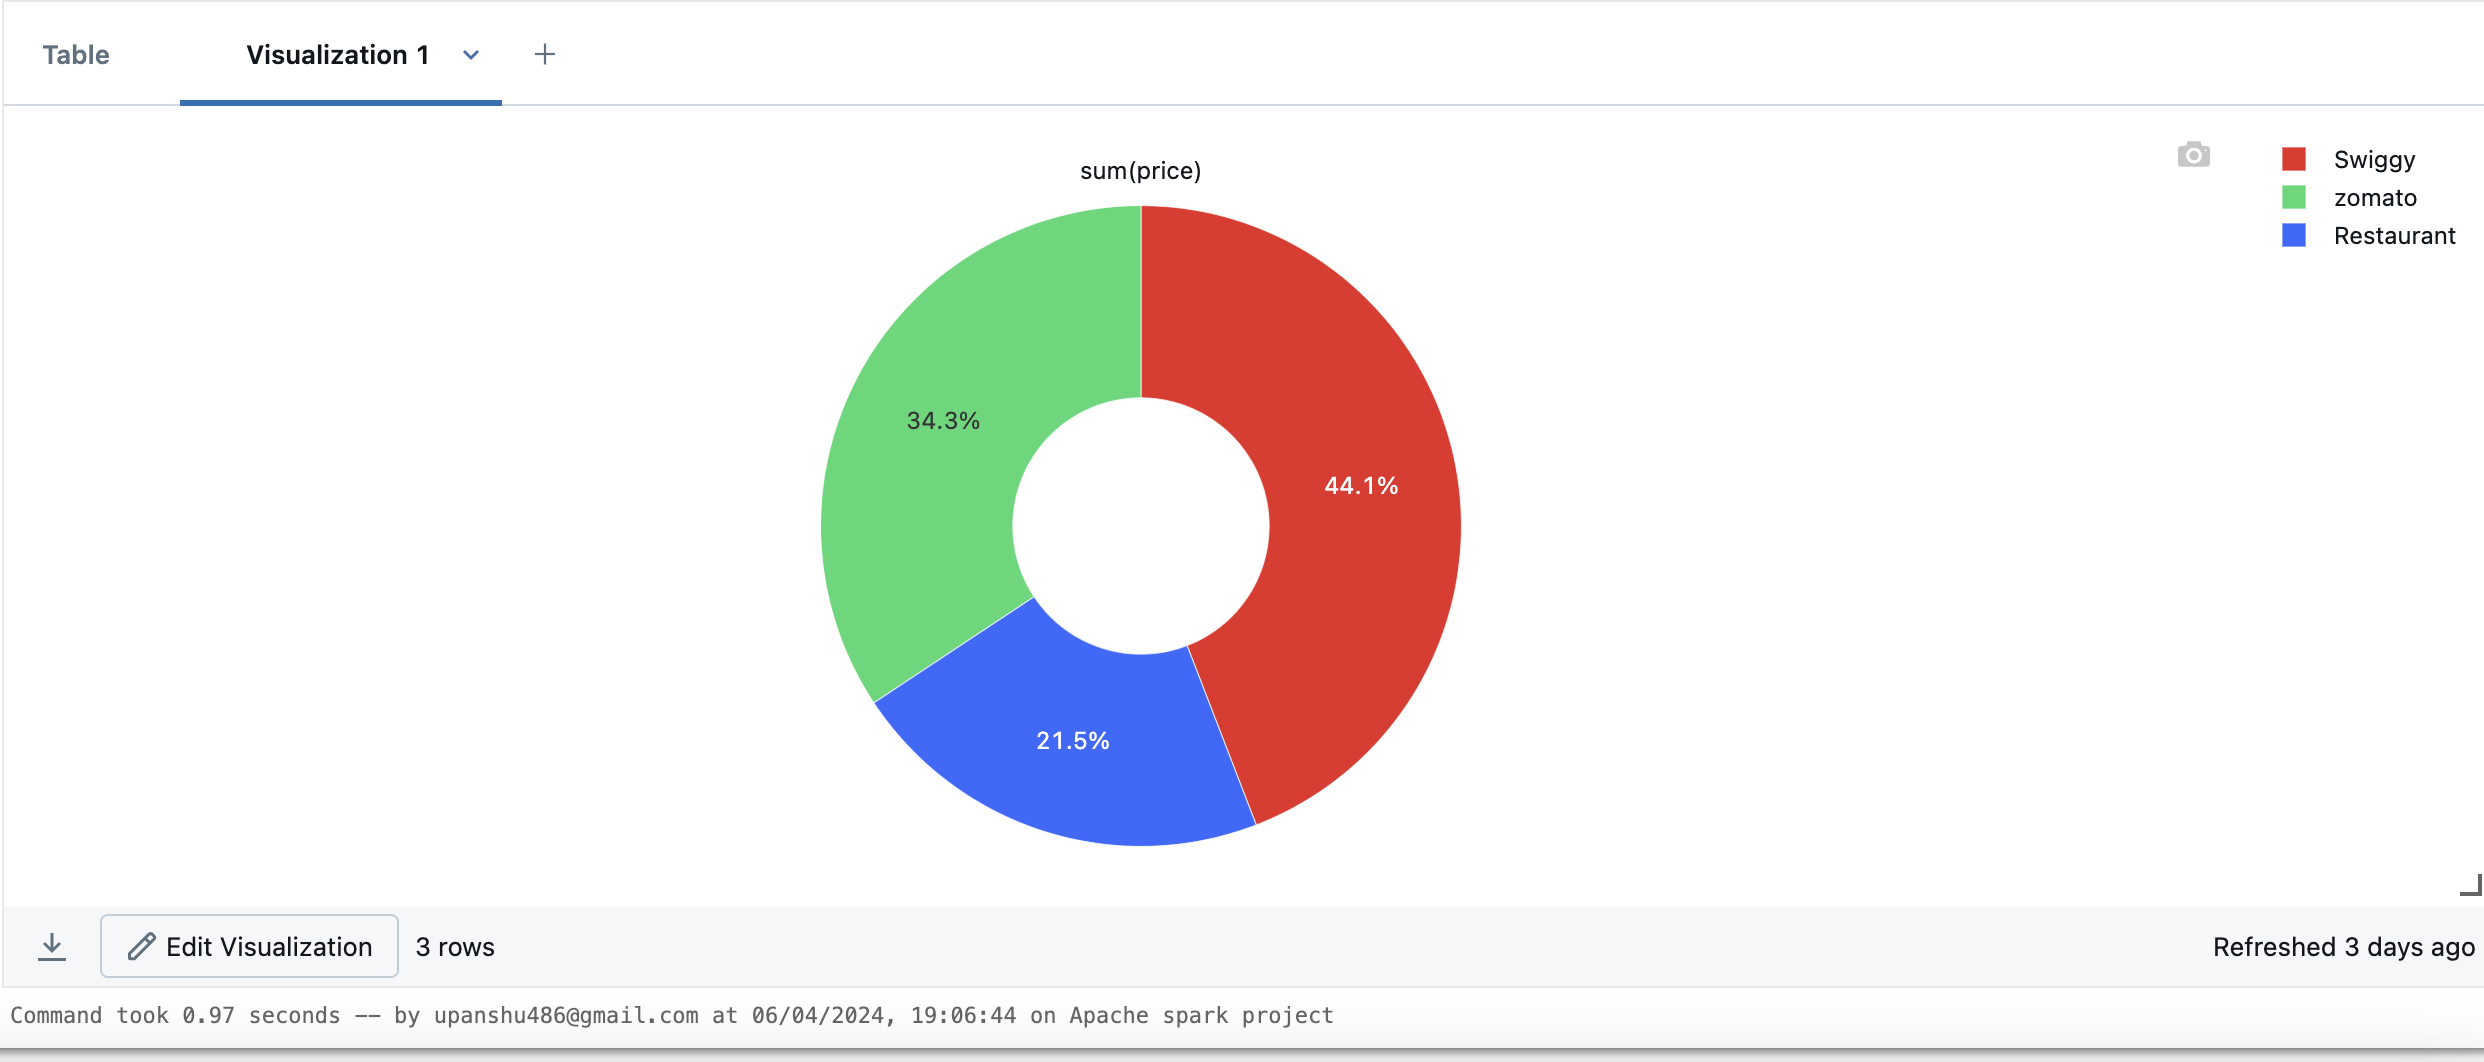 Table
Visualization 1
sum(price)
Swiggy
zomato
Restaurant
34.3%
44.1%
21.5%
Edit Visualization
3 rows
Refreshed 3 days ago
Command took 0.97 seconds -- by upanshu486@gmail.com at 06/04/2024, 19:06:44 on Apache spark project